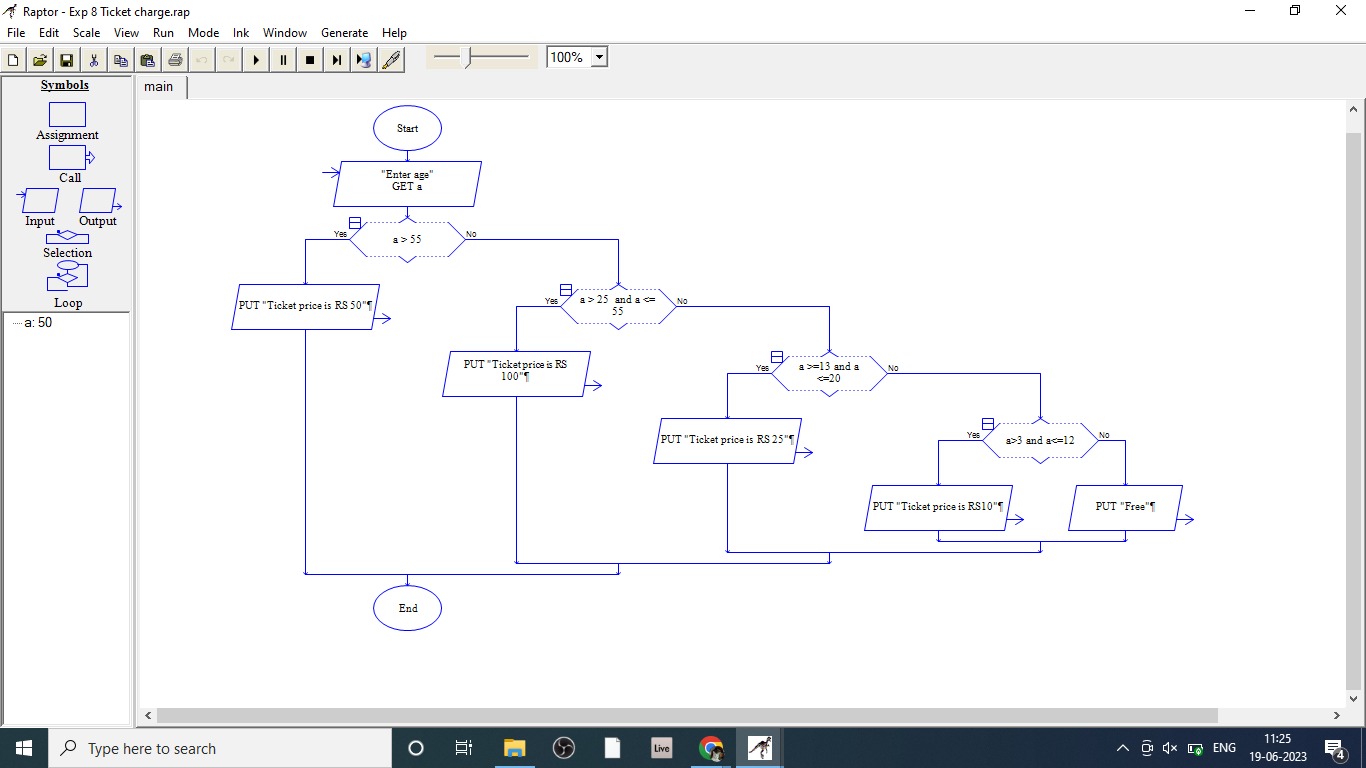 Raptor - Exp 8 Ticket charge.rap
File Edit Scale View Run Mode Ink Window Generate Help
100%
Symbols
Assignment
Call
Input Output
Selection
Loop
a: 50
main
Start
"Enter age"
GET a
Yes a > 55 No
PUT "Ticket price is RS 50"¶
Yes a > 25 and a <= No
55
PUT "Ticket price is RS
100"¶
Yes a >=13 and a No
<=20
PUT "Ticket price is RS 25"¶
Yes a>3 and a<=12 No
PUT "Ticket price is RS10"¶
PUT "Free"¶
End
Type here to search
Live
ENG
11:25
19-06-2023
4